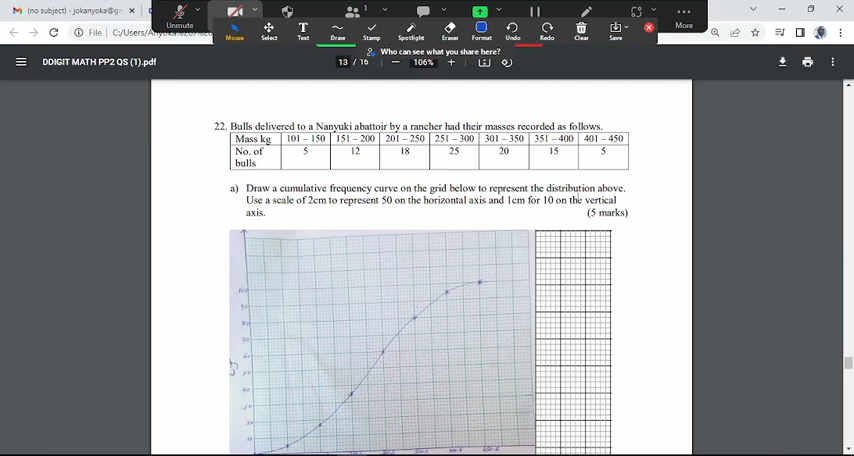 (no subject) - jokanyoka@gm
Unmute
1
More
Mouse
Select
Text
Draw
Stamp
Spotlight
Eraser
Format
Undo
Redo
Clear
Save
File
Who can see what you share here?
DDIGIT MATH PP2 QS (1).pdf
13 / 16
106%
22. Bulls delivered to a Nanyuki abattoir by a rancher had their masses recorded as follows.
Mass kg 101 – 150 151 – 200 201 – 250 251 – 300 301 – 350 351 – 400 401 – 450
No. of 5 12 18 25 20 15 5
bulls
a) Draw a cumulative frequency curve on the grid below to represent the distribution above.
Use a scale of 2cm to represent 50 on the horizontal axis and 1cm for 10 on the vertical
axis. (5 marks)
100
90
80
70
60
50
40
30
20
10